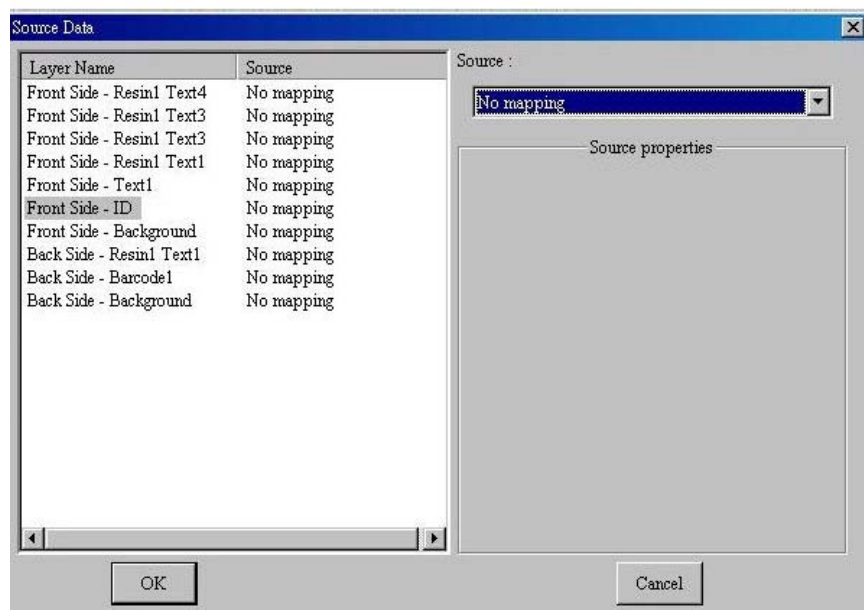 Source Data
Layer Name Source
Front Side - Resin1 Text4 No mapping
Front Side - Resin1 Text3 No mapping
Front Side - Resin1 Text3 No mapping
Front Side - Resin1 Text1 No mapping
Front Side - Text1 No mapping
Front Side - ID No mapping
Front Side - Background No mapping
Back Side - Resin1 Text1 No mapping
Back Side - Barcode1 No mapping
Back Side - Background No mapping
Source :
No mapping
Source properties
OK
Cancel